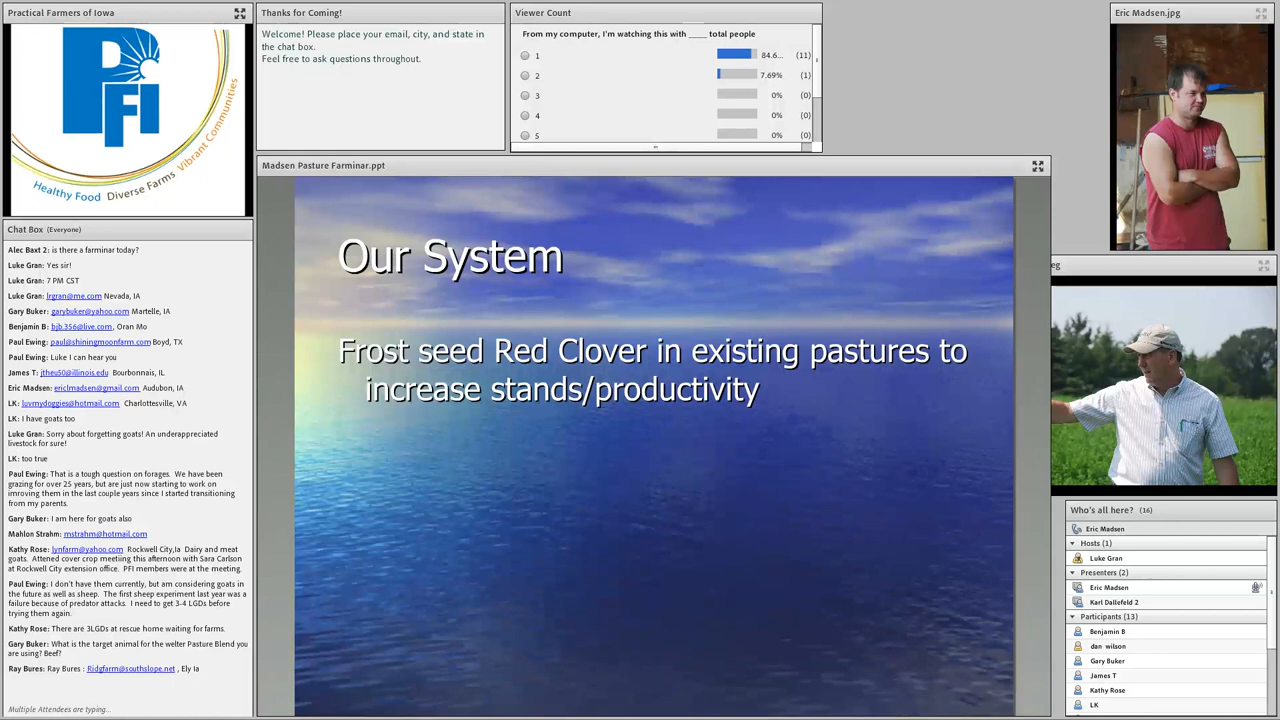 Practical Farmers of Iowa
PFI
Healthy Food Diverse Farms Vibrant Communities
Thanks for Coming!
Welcome! Please place your email, city, and state in
the chat box.
Feel free to ask questions throughout.
Viewer Count
From my computer, I'm watching this with ____ total people
1 84.6... (11)
2 7.69% (1)
3 0% (0)
4 0% (0)
5 0% (0)
Eric Madsen.jpg
Chat Box (Everyone)
Alec Baxt 2: is there a farminar today?
Luke Gran: Yes sir!
Luke Gran: 7 PM CST
Luke Gran: lrgran@me.com Nevada, IA
Gary Buker: garybuker@yahoo.com Martelle, IA
Benjamin B: bjb.356@live.com, Oran Mo
Paul Ewing: paul@shiningmoonfarm.com Boyd, TX
Paul Ewing: Luke I can hear you
James T: jtheu50@illinois.edu Bourbonnais, IL
Eric Madsen: ericlmadsen@gmail.com Audubon, IA
LK: luvmydoggies@hotmail.com Charlottesville, VA
LK: I have goats too
Luke Gran: Sorry about forgetting goats! An underappreciated
livestock for sure!
LK: too true
Paul Ewing: That is a tough question on forages. We have been
grazing for over 25 years, but are just now starting to work on
imroving them in the last couple years since I started transitioning
from my parents.
Gary Buker: I am here for goats also
Mahlon Strahm: mstrahm@hotmail.com
Kathy Rose: lynfarm@yahoo.com Rockwell City,Ia Dairy and meat
goats. Attened cover crop meetiing this afternoon with Sara Carlson
at Rockwell City extension office. PFI members were at the meeting.
Paul Ewing: I don't have them currently, but am considering goats in
the future as well as sheep. The first sheep experiment last year was a
failure because of predator attacks. I need to get 3-4 LGDs before
trying them again.
Kathy Rose: There are 3LGDs at rescue home waiting for farms.
Gary Buker: What is the target animal for the welter Pasture Blend you
are using? Beef?
Ray Bures: Ray Bures : Ridgfarm@southslope.net , Ely Ia
Multiple Attendees are typing...
Madsen Pasture Farminar.ppt
Our System
Frost seed Red Clover in existing pastures to
increase stands/productivity
eg
Who's all here? (16)
Eric Madsen
Hosts (1)
Luke Gran
Presenters (2)
Eric Madsen
Karl Dallefeld 2
Participants (13)
Benjamin B
dan wilson
Gary Buker
James T
Kathy Rose
LK